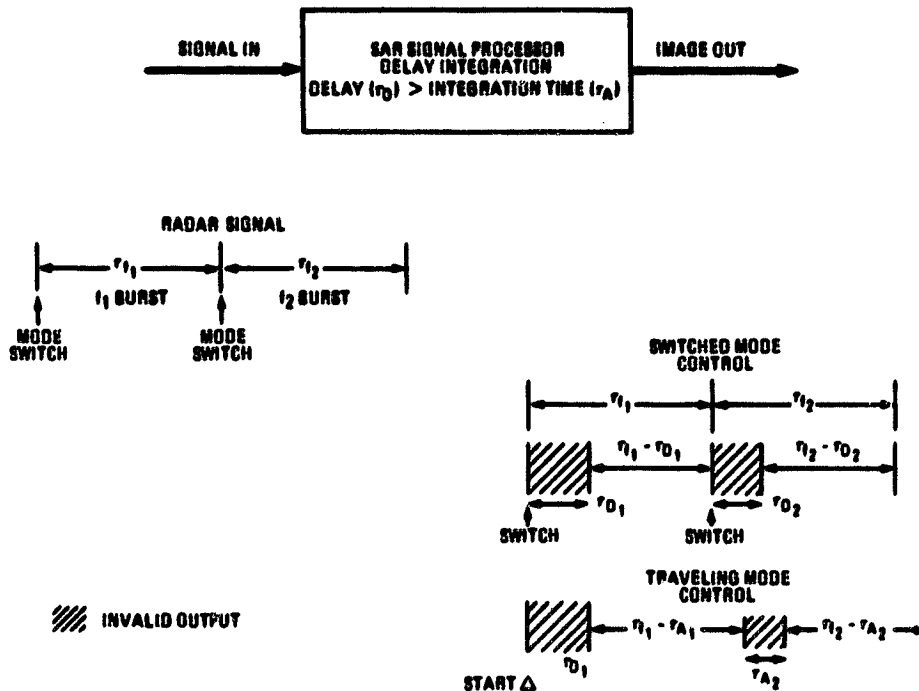 SIGNAL IN
SAR SIGNAL PROCESSOR
DELAY INTEGRATION
DELAY (τD) > INTEGRATION TIME (τA)
IMAGE OUT
RADAR SIGNAL
τf1
τf2
f1 BURST
f2 BURST
MODE
SWITCH
MODE
SWITCH
SWITCHED MODE
CONTROL
τf1
τf2
τf1 - τD1
τf2 - τD2
τD1
τD2
SWITCH
SWITCH
TRAVELING MODE
CONTROL
INVALID OUTPUT
τf1 - τA1
τf2 - τA2
τD1
τA2
START Δ